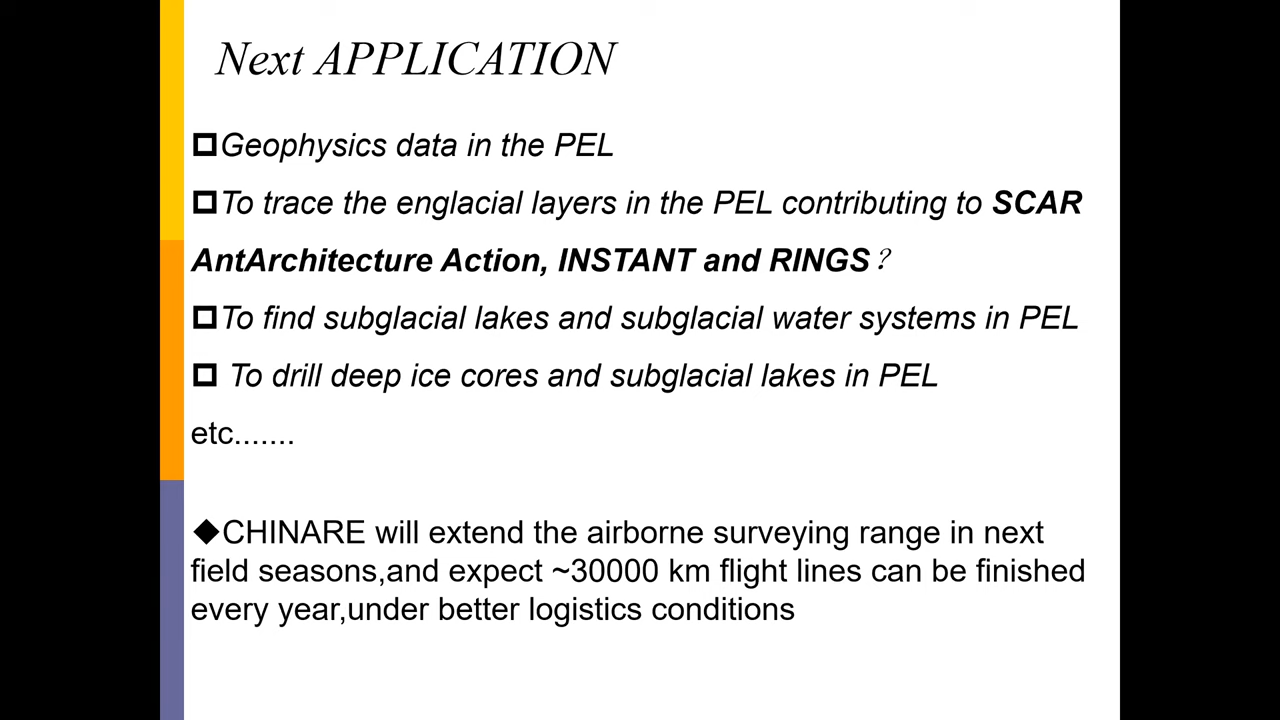 Next APPLICATION
Geophysics data in the PEL
To trace the englacial layers in the PEL contributing to SCAR
AntArchitecture Action, INSTANT and RINGS？
To find subglacial lakes and subglacial water systems in PEL
To drill deep ice cores and subglacial lakes in PEL
etc.......
◆CHINARE will extend the airborne surveying range in next
field seasons,and expect ~30000 km flight lines can be finished
every year,under better logistics conditions